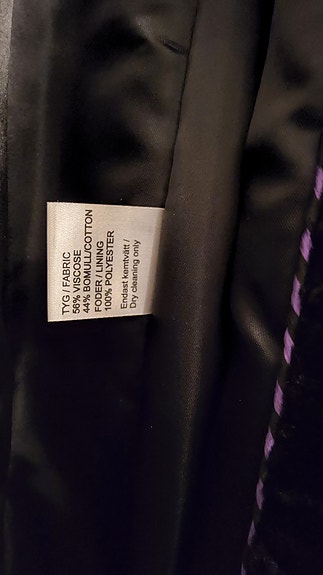 TYG / FABRIC
56% VISCOSE
44% BOMULL/COTTON
FODER / LINING
100% POLYESTER
Endast kemtvätt /
Dry cleaning only